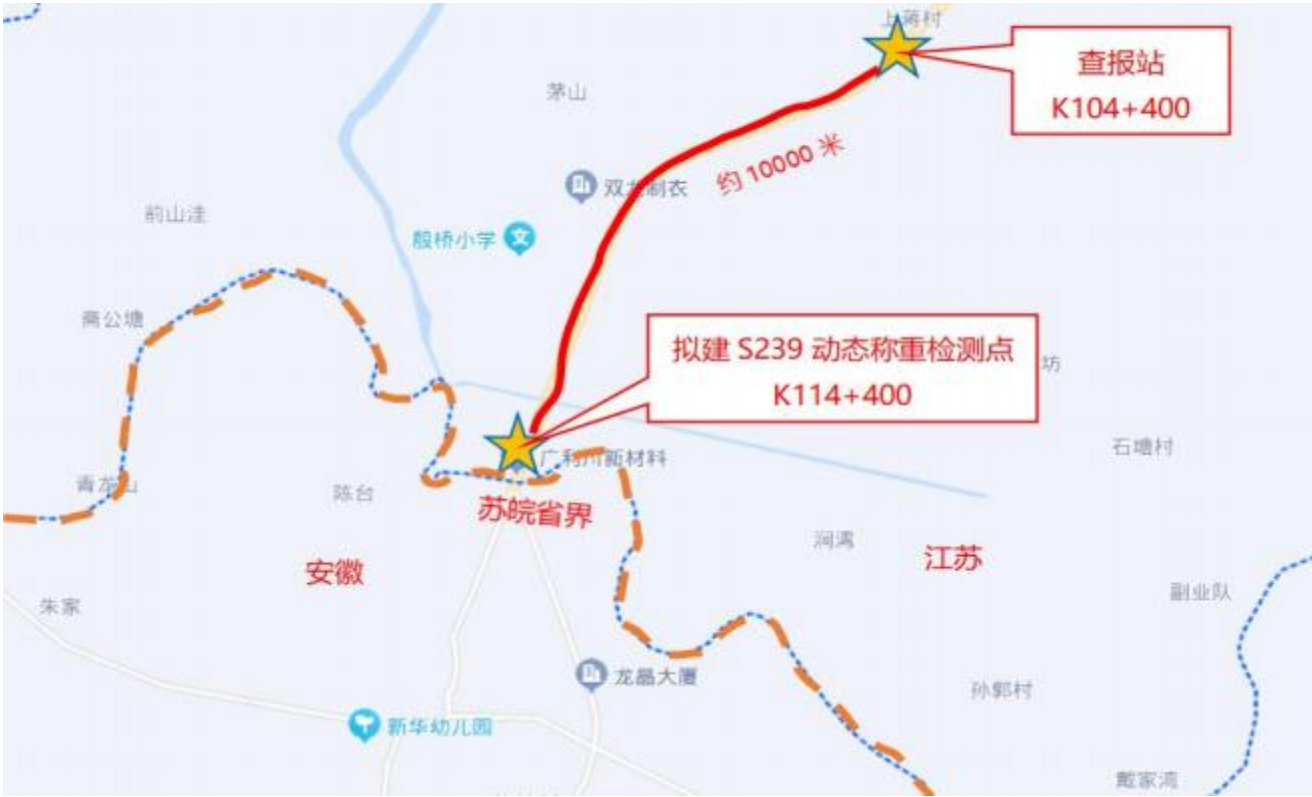 上蒋村
查报站
K104+400
茅山
约 10000 米
双龙制衣
前山洼
殷桥小学
斋公塘
拟建 S239 动态称重检测点
K114+400
坊
广利川新材料
石塘村
青龙山
陈台
苏皖省界
润湾
安徽
江苏
副业队
朱家
龙晶大厦
孙郭村
新华幼儿园
戴家湾